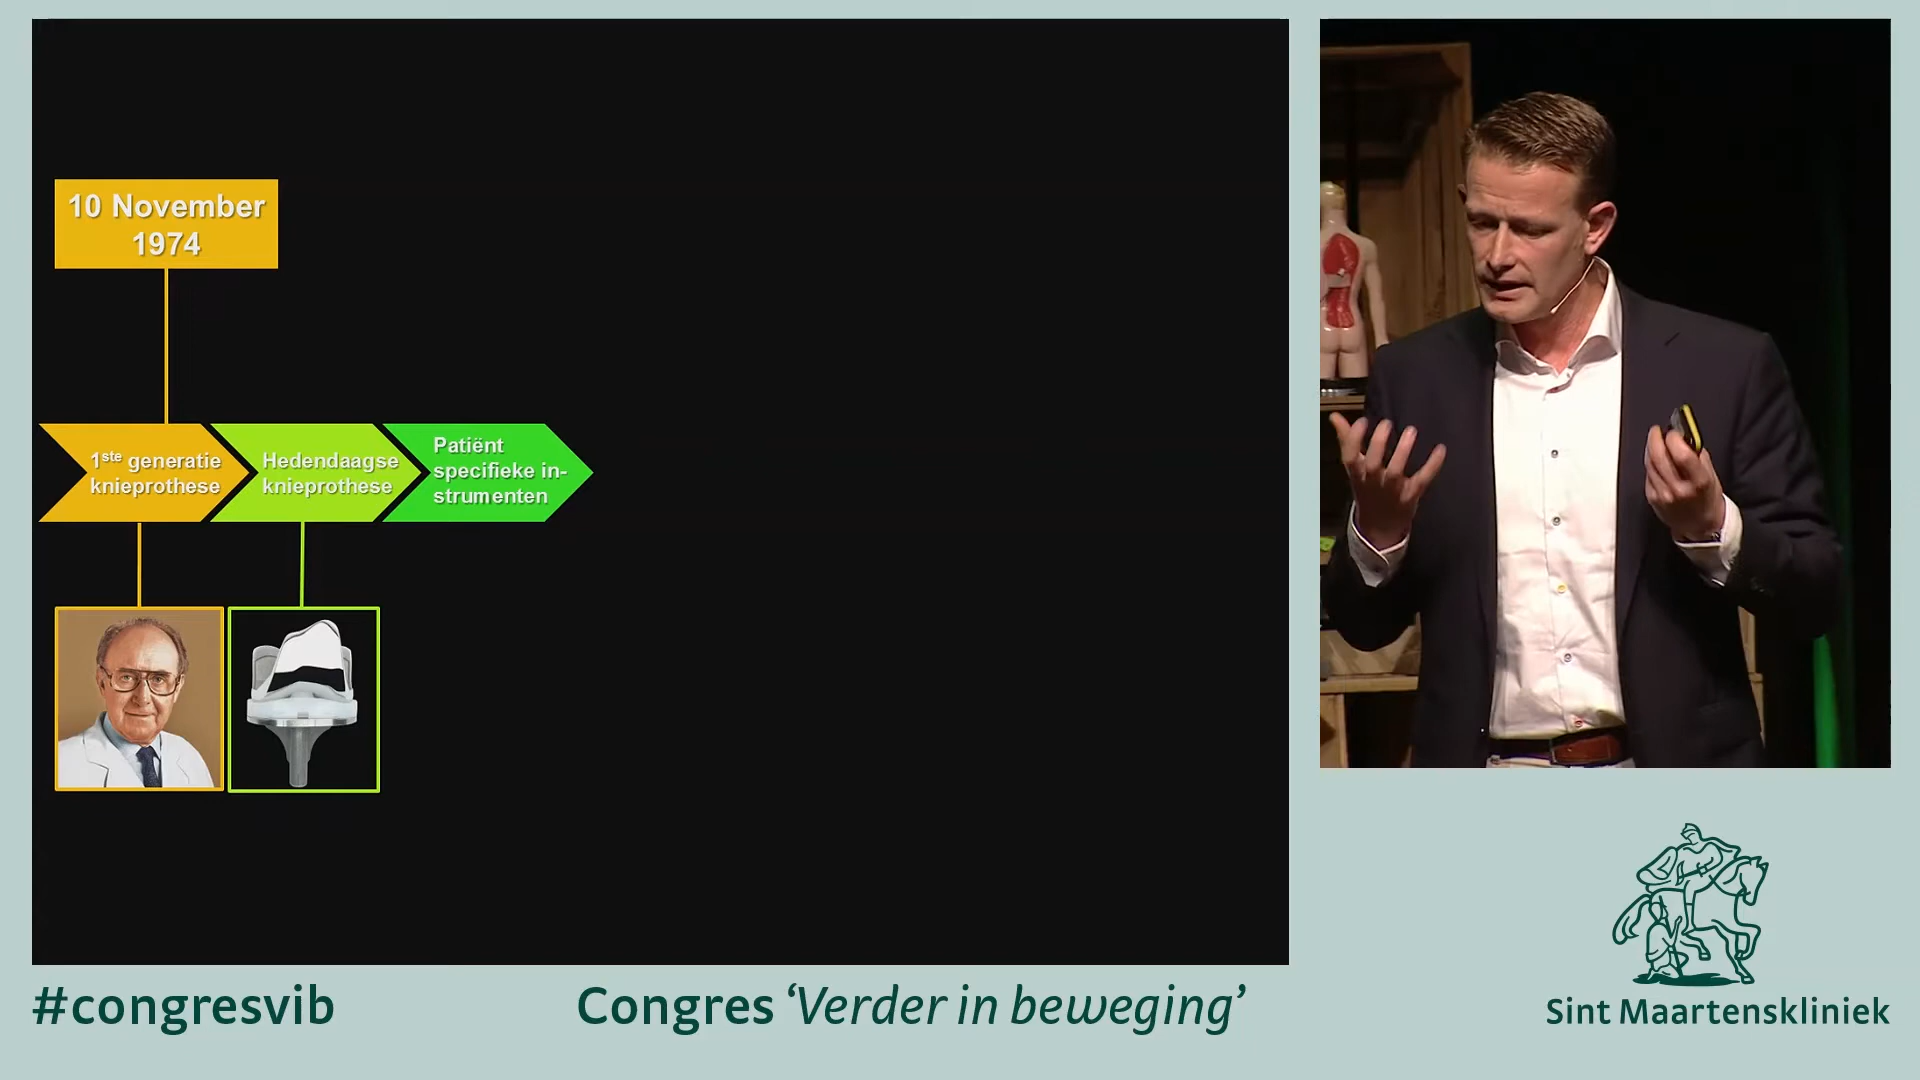 10 November
1974
1ste generatie
knieprothese
Hedendaagse
knieprothese
Patiënt
specifieke in-
strumenten
#congresvib
Congres ‘Verder in beweging’
Sint Maartenskliniek